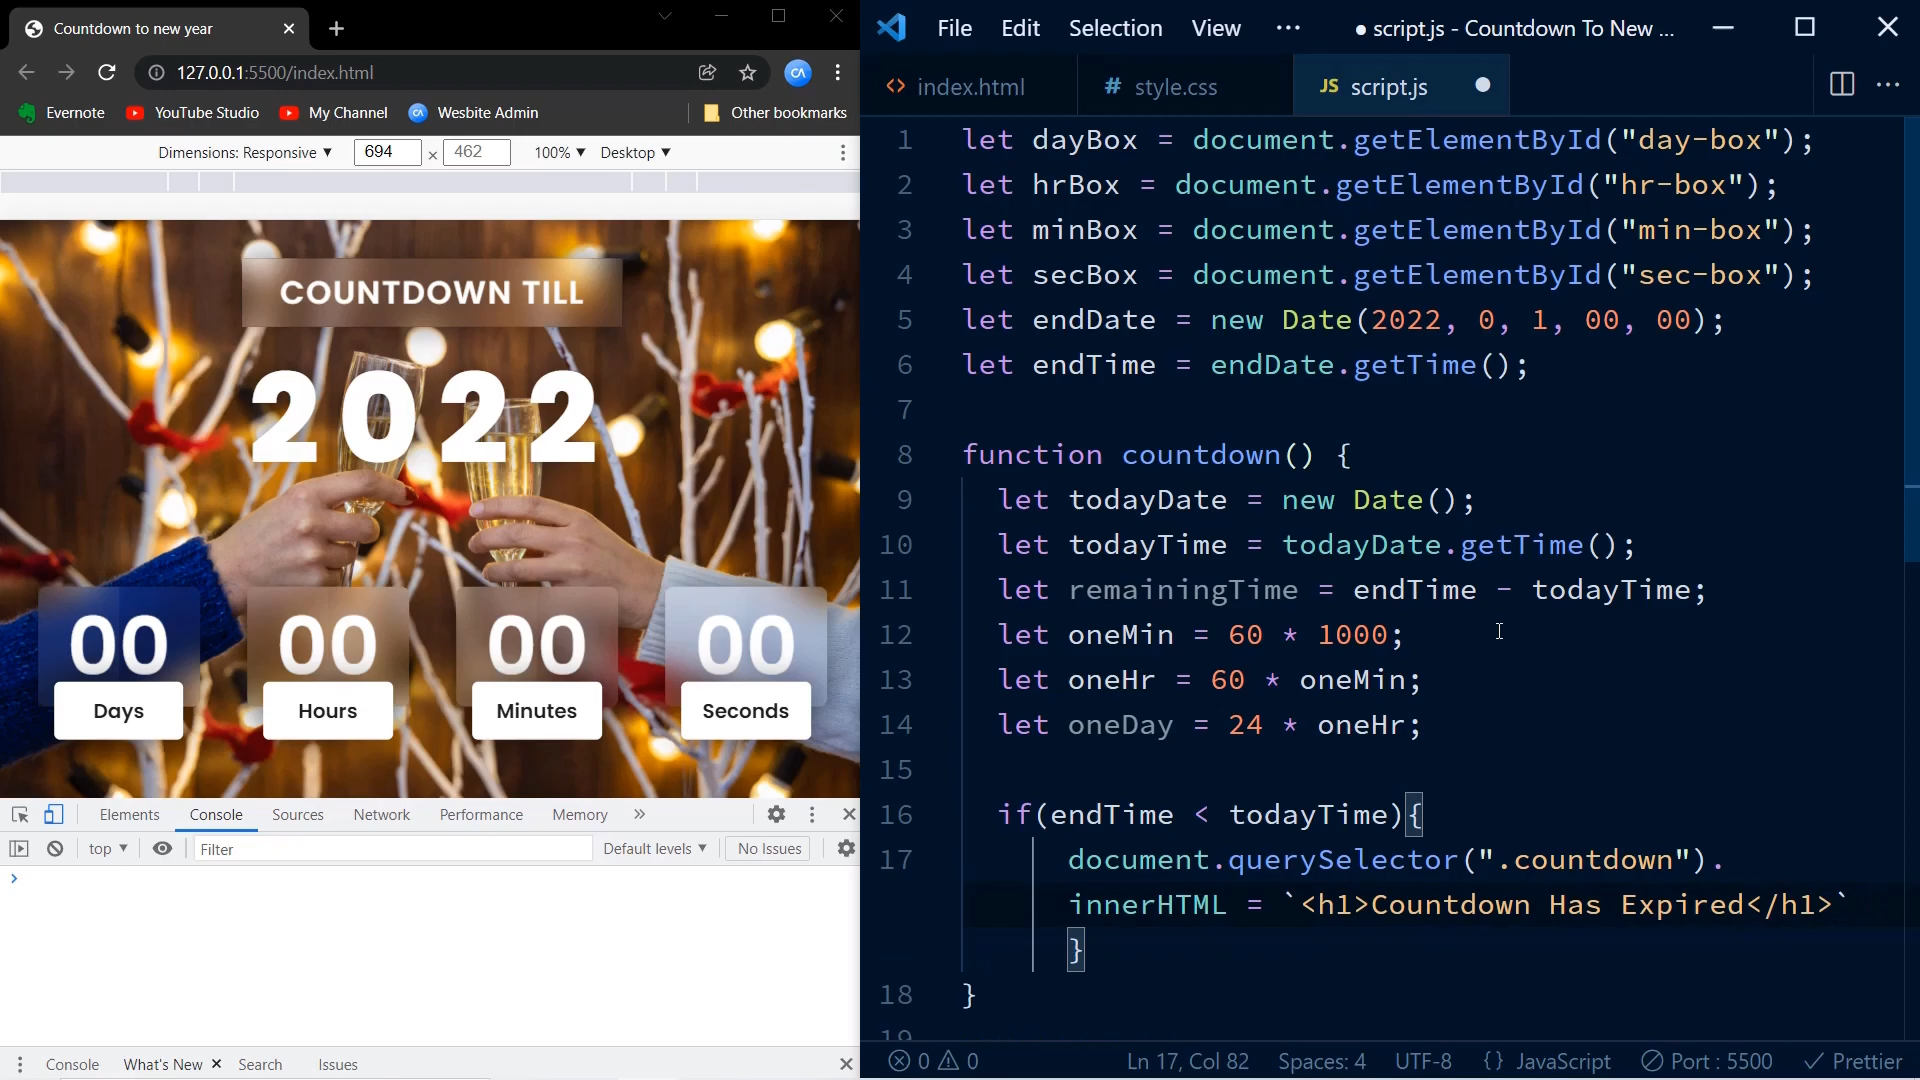 Countdown to new year
127.0.0.1:5500/index.html
Evernote YouTube Studio My Channel Wesbite Admin Other bookmarks
Dimensions: Responsive 694 × 462 100% Desktop
COUNTDOWN TILL
2022
00 00 00 00
Days Hours Minutes Seconds
Elements Console Sources Network Performance Memory »
top Filter Default levels No Issues
Console What's New Search Issues
File Edit Selection View ··· ● script.js - Countdown To New ...
<> index.html # style.css JS script.js
1 let dayBox = document.getElementById("day-box");
2 let hrBox = document.getElementById("hr-box");
3 let minBox = document.getElementById("min-box");
4 let secBox = document.getElementById("sec-box");
5 let endDate = new Date(2022, 0, 1, 00, 00);
6 let endTime = endDate.getTime();
7
8 function countdown() {
9 let todayDate = new Date();
10 let todayTime = todayDate.getTime();
11 let remainingTime = endTime - todayTime;
12 let oneMin = 60 * 1000;
13 let oneHr = 60 * oneMin;
14 let oneDay = 24 * oneHr;
15
16 if(endTime < todayTime){
17 document.querySelector(".countdown").
innerHTML = `<h1>Countdown Has Expired</h1>`
}
18 }
19
0 0 Ln 17, Col 82 Spaces: 4 UTF-8 {} JavaScript Port : 5500 Prettier